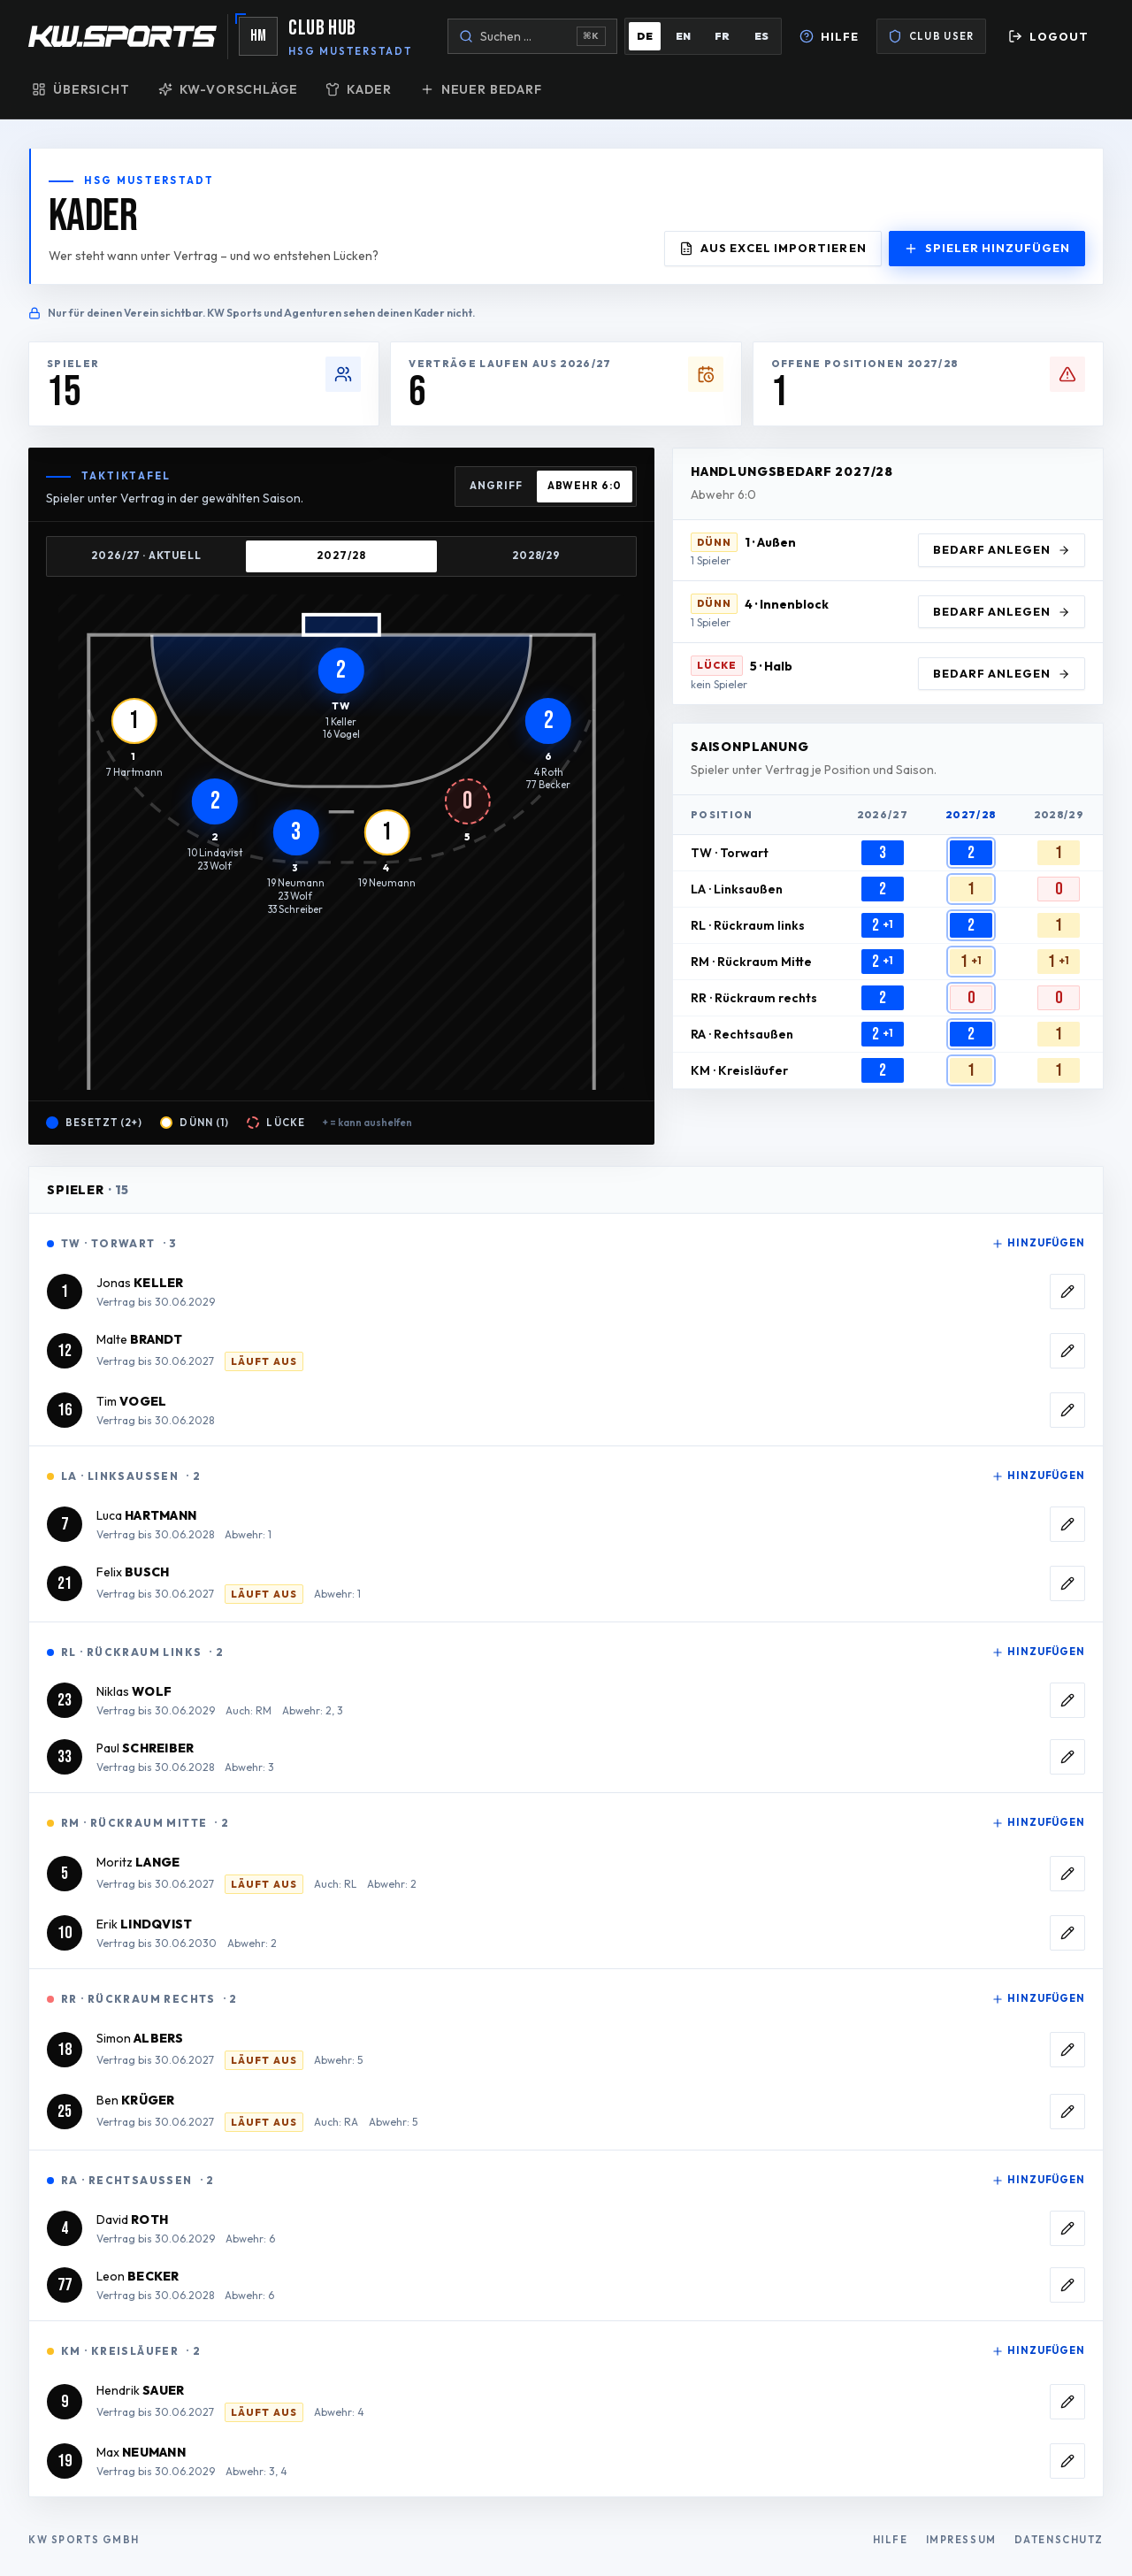 KW.SPORTS
HM
CLUB HUB
HSG MUSTERSTADT
Suchen ...
⌘K
DE EN FR ES
HILFE
CLUB USER
LOGOUT
ÜBERSICHT
KW-VORSCHLÄGE
KADER
NEUER BEDARF
HSG MUSTERSTADT
KADER
Wer steht wann unter Vertrag – und wo entstehen Lücken?
AUS EXCEL IMPORTIEREN
SPIELER HINZUFÜGEN
Nur für deinen Verein sichtbar. KW Sports und Agenturen sehen deinen Kader nicht.
SPIELER
15
VERTRÄGE LAUFEN AUS 2026/27
6
OFFENE POSITIONEN 2027/28
1
TAKTIKTAFEL
Spieler unter Vertrag in der gewählten Saison.
ANGRIFF
ABWEHR 6:0
2026/27 · AKTUELL
2027/28
2028/29
2
TW
1 Keller
16 Vogel
1
1
7 Hartmann
2
6
4 Roth
77 Becker
2
2
10 Lindqvist
23 Wolf
3
3
19 Neumann
23 Wolf
33 Schreiber
1
4
19 Neumann
0
5
BESETZT (2+)
DÜNN (1)
LÜCKE
+ = kann aushelfen
HANDLUNGSBEDARF 2027/28
Abwehr 6:0
DÜNN 1 · Außen
1 Spieler
BEDARF ANLEGEN
DÜNN 4 · Innenblock
1 Spieler
BEDARF ANLEGEN
LÜCKE 5 · Halb
kein Spieler
BEDARF ANLEGEN
SAISONPLANUNG
Spieler unter Vertrag je Position und Saison.
POSITION 2026/27 2027/28 2028/29
TW · Torwart 3 2 1
LA · Linksaußen 2 1 0
RL · Rückraum links 2 +1 2 1
RM · Rückraum Mitte 2 +1 1 +1 1 +1
RR · Rückraum rechts 2 0 0
RA · Rechtsaußen 2 +1 2 1
KM · Kreisläufer 2 1 1
SPIELER · 15
TW · TORWART · 3
HINZUFÜGEN
1
Jonas KELLER
Vertrag bis 30.06.2029
12
Malte BRANDT
Vertrag bis 30.06.2027 LÄUFT AUS
16
Tim VOGEL
Vertrag bis 30.06.2028
LA · LINKSAUSSEN · 2
HINZUFÜGEN
7
Luca HARTMANN
Vertrag bis 30.06.2028 Abwehr: 1
21
Felix BUSCH
Vertrag bis 30.06.2027 LÄUFT AUS Abwehr: 1
RL · RÜCKRAUM LINKS · 2
HINZUFÜGEN
23
Niklas WOLF
Vertrag bis 30.06.2029 Auch: RM Abwehr: 2, 3
33
Paul SCHREIBER
Vertrag bis 30.06.2028 Abwehr: 3
RM · RÜCKRAUM MITTE · 2
HINZUFÜGEN
5
Moritz LANGE
Vertrag bis 30.06.2027 LÄUFT AUS Auch: RL Abwehr: 2
10
Erik LINDQVIST
Vertrag bis 30.06.2030 Abwehr: 2
RR · RÜCKRAUM RECHTS · 2
HINZUFÜGEN
18
Simon ALBERS
Vertrag bis 30.06.2027 LÄUFT AUS Abwehr: 5
25
Ben KRÜGER
Vertrag bis 30.06.2027 LÄUFT AUS Auch: RA Abwehr: 5
RA · RECHTSAUSSEN · 2
HINZUFÜGEN
4
David ROTH
Vertrag bis 30.06.2029 Abwehr: 6
77
Leon BECKER
Vertrag bis 30.06.2028 Abwehr: 6
KM · KREISLÄUFER · 2
HINZUFÜGEN
9
Hendrik SAUER
Vertrag bis 30.06.2027 LÄUFT AUS Abwehr: 4
19
Max NEUMANN
Vertrag bis 30.06.2029 Abwehr: 3, 4
KW SPORTS GMBH
HILFE
IMPRESSUM
DATENSCHUTZ